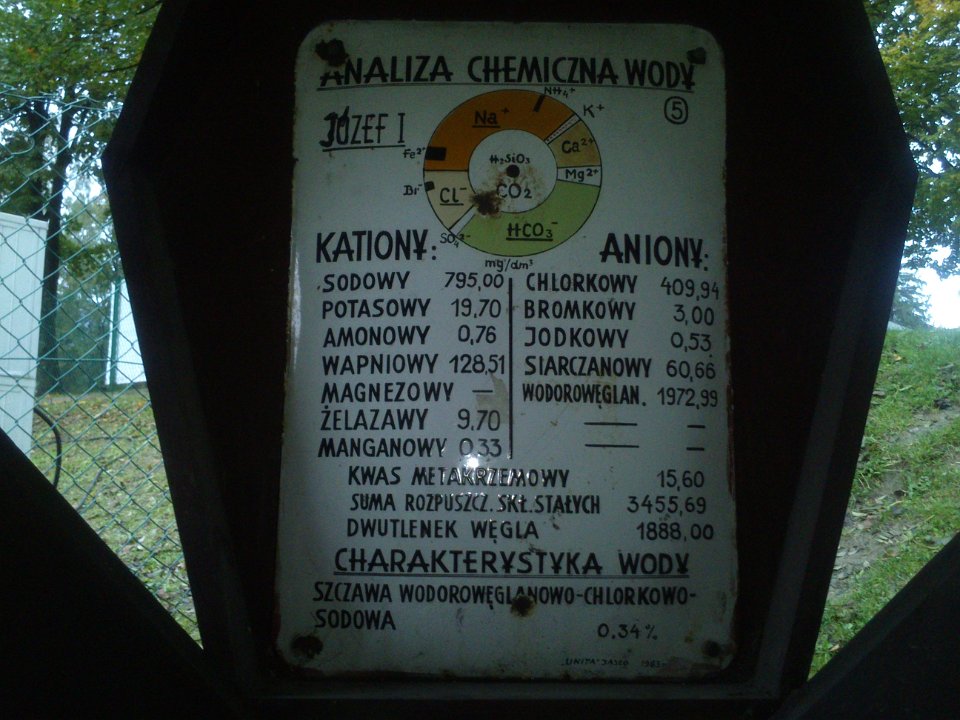 ANALIZA CHEMICZNA WODY
5
JÓZEF I
NH₄⁺
K⁺
Na⁺
Ca²⁺
Fe²⁺
H₂SiO₃
Mg²⁺
Br⁻
Cl⁻
CO₂
HCO₃⁻
SO₄²⁻
KATIONY: ANIONY:
mg/dm³
SODOWY 795,00 CHLORKOWY 409,94
POTASOWY 19,70 BROMKOWY 3,00
AMONOWY 0,76 JODKOWY 0,53
WAPNIOWY 128,51 SIARCZANOWY 60,66
MAGNEZOWY — WODOROWĘGLAN. 1972,99
ŻELAZAWY 9,70 — —
MANGANOWY 0,33 — —
KWAS METAKRZEMOWY 15,60
SUMA ROZPUSZCZ. SKŁ. STAŁYCH 3455,69
DWUTLENEK WĘGLA 1888,00
CHARAKTERYSTYKA WODY
SZCZAWA WODOROWĘGLANOWO-CHLORKOWO-
SODOWA
0.34 %
JASŁO